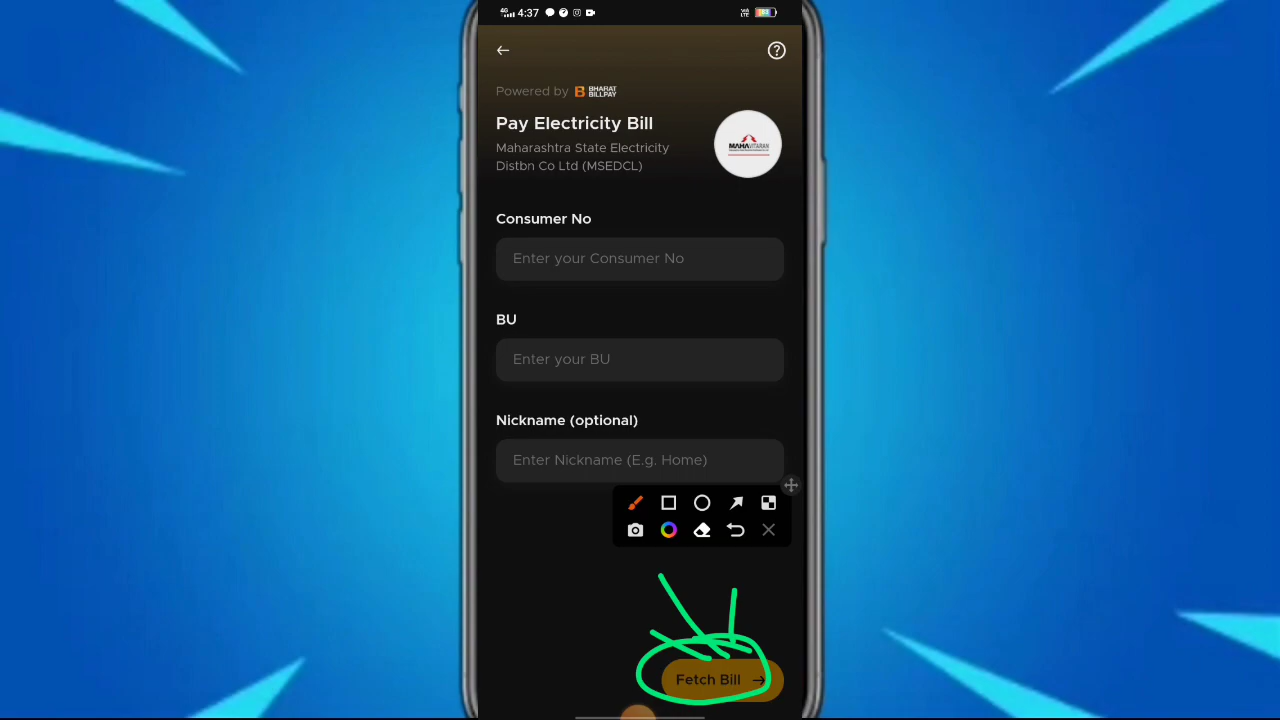 4G 4:37
Powered by BHARAT BILLPAY
Pay Electricity Bill
Maharashtra State Electricity
Distbn Co Ltd (MSEDCL)
MAHAVITARAN
Consumer No
Enter your Consumer No
BU
Enter your BU
Nickname (optional)
Enter Nickname (E.g. Home)
Fetch Bill